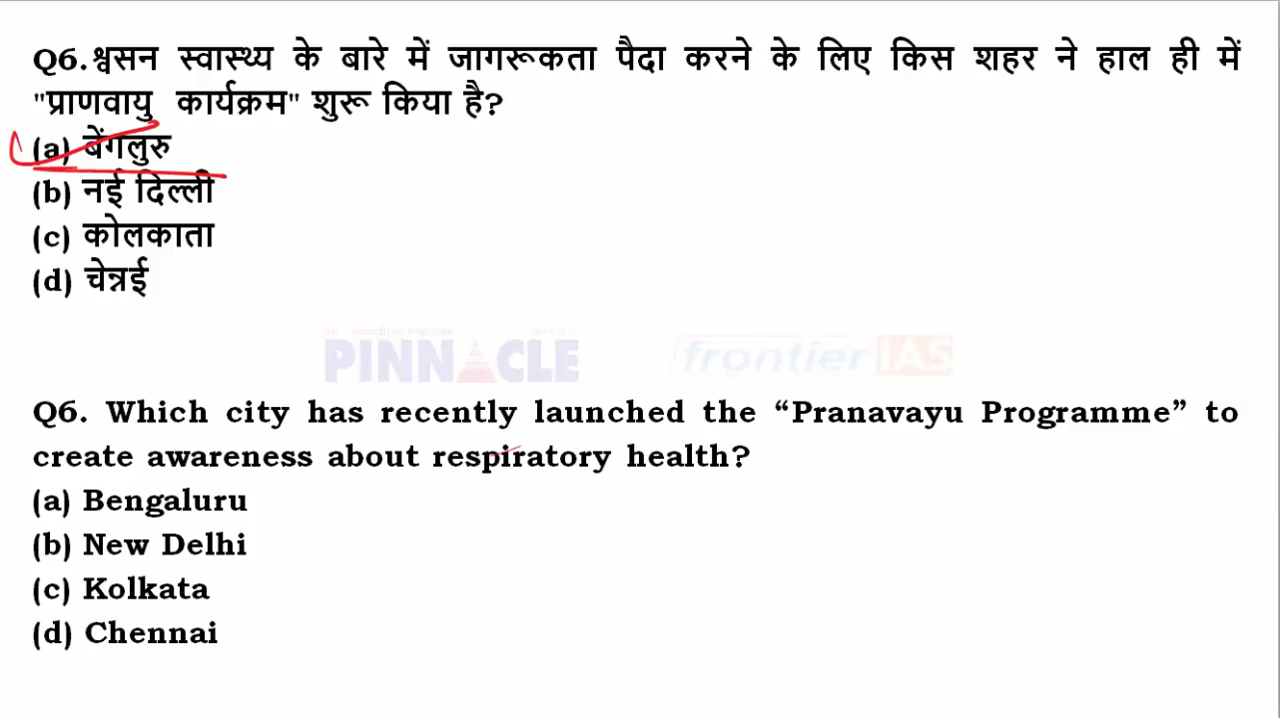 Q6.श्वसन स्वास्थ्य के बारे में जागरूकता पैदा करने के लिए किस शहर ने हाल ही में
"प्राणवायु कार्यक्रम" शुरू किया है?
(a) बेंगलुरु
(b) नई दिल्ली
(c) कोलकाता
(d) चेन्नई
PINNACLE frontier IAS
Q6. Which city has recently launched the “Pranavayu Programme” to
create awareness about respiratory health?
(a) Bengaluru
(b) New Delhi
(c) Kolkata
(d) Chennai